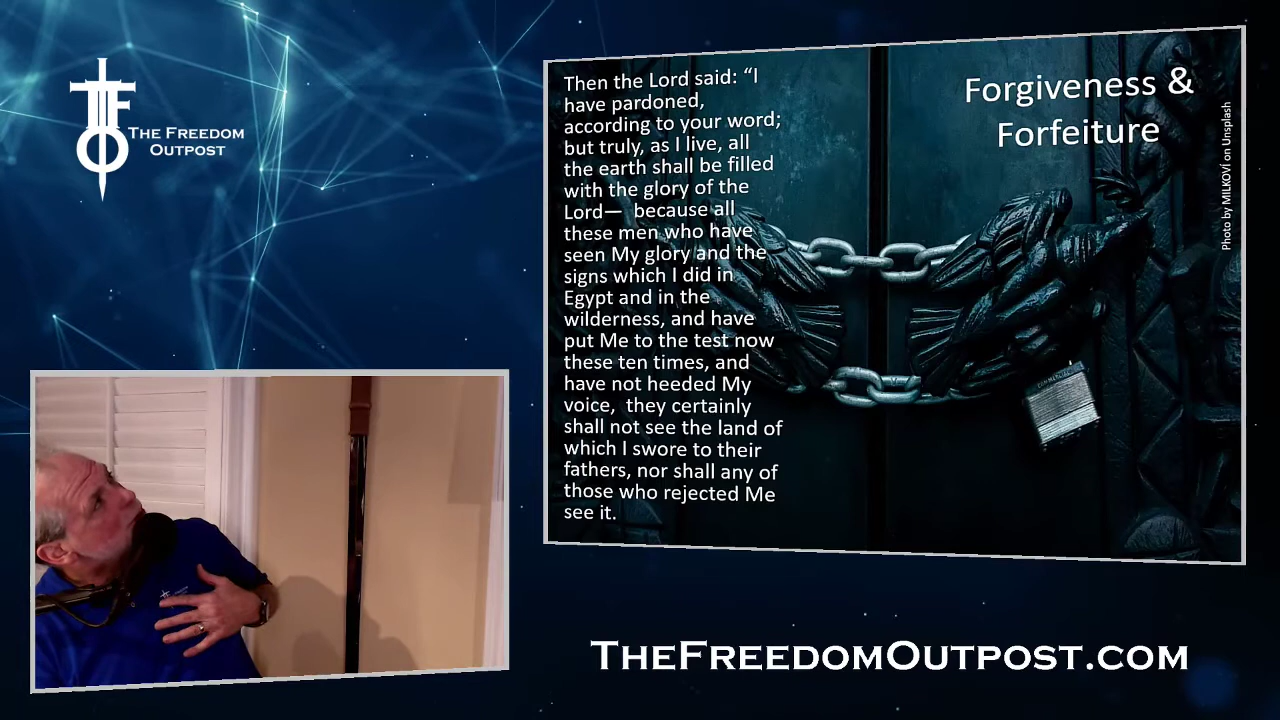 The Freedom
Outpost
Then the Lord said: “I
have pardoned,
according to your word;
but truly, as I live, all
the earth shall be filled
with the glory of the
Lord— because all
these men who have
seen My glory and the
signs which I did in
Egypt and in the
wilderness, and have
put Me to the test now
these ten times, and
have not heeded My
voice, they certainly
shall not see the land of
which I swore to their
fathers, nor shall any of
those who rejected Me
see it.
Forgiveness &
Forfeiture
Photo by MILKOVÍ on Unsplash
TheFreedomOutpost.com